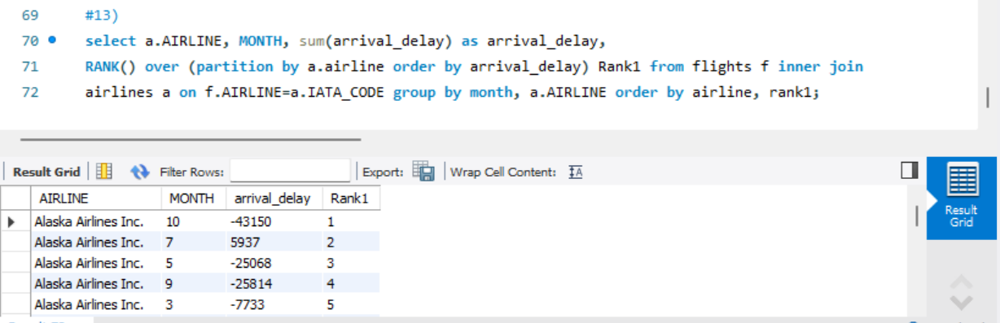 69 #13)
70 select a.AIRLINE, MONTH, sum(arrival_delay) as arrival_delay,
71 RANK() over (partition by a.airline order by arrival_delay) Rank1 from flights f inner join
72 airlines a on f.AIRLINE=a.IATA_CODE group by month, a.AIRLINE order by airline, rank1;
Result Grid Filter Rows: Export: Wrap Cell Content:
AIRLINE MONTH arrival_delay Rank1
Alaska Airlines Inc. 10 -43150 1
Alaska Airlines Inc. 7 5937 2
Alaska Airlines Inc. 5 -25068 3
Alaska Airlines Inc. 9 -25814 4
Alaska Airlines Inc. 3 -7733 5
Result
Grid